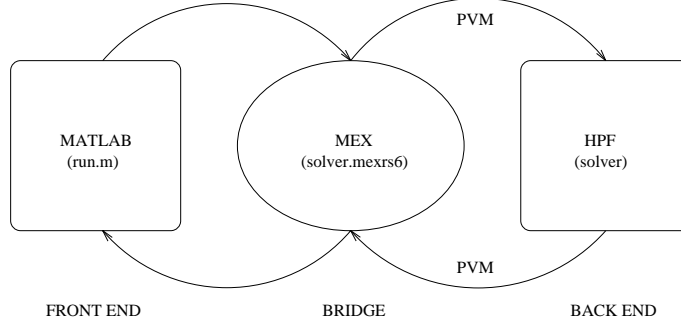 PVM
MATLAB
(run.m)
MEX
(solver.mexrs6)
HPF
(solver)
PVM
FRONT END
BRIDGE
BACK END